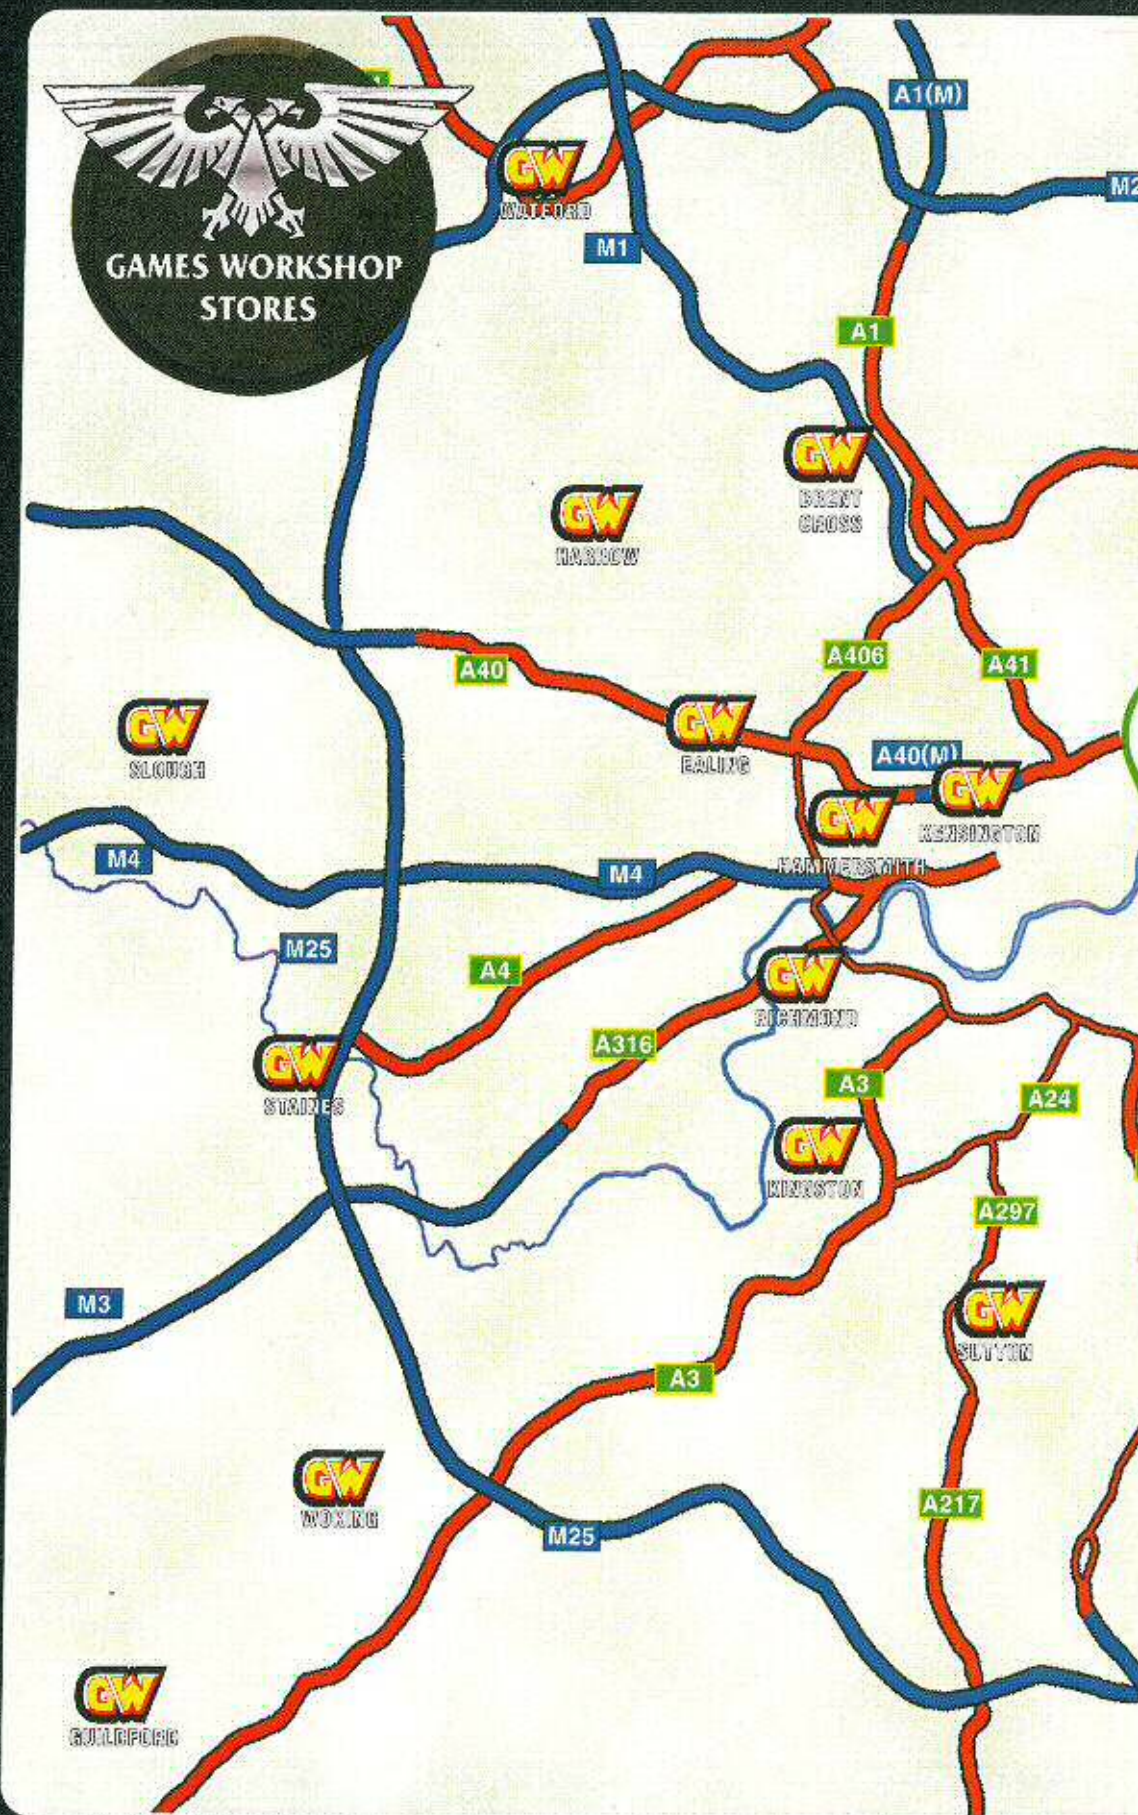 A1(M)
GW
WATFORD
M1
GAMES WORKSHOP
STORES
A1
GW
BRENT
CROSS
GW
HARROW
A406
A41
A40
GW
SLOUGH
GW
EALING
A40(M)
GW
KENSINGTON
GW
HAMMERSMITH
M4
M4
M25
A4
GW
RICHMOND
A316
GW
STAINES
A3
A24
GW
KINGSTON
A297
M3
GW
SUTTON
A3
GW
WOKING
A217
M25
GW
GUILDFORD